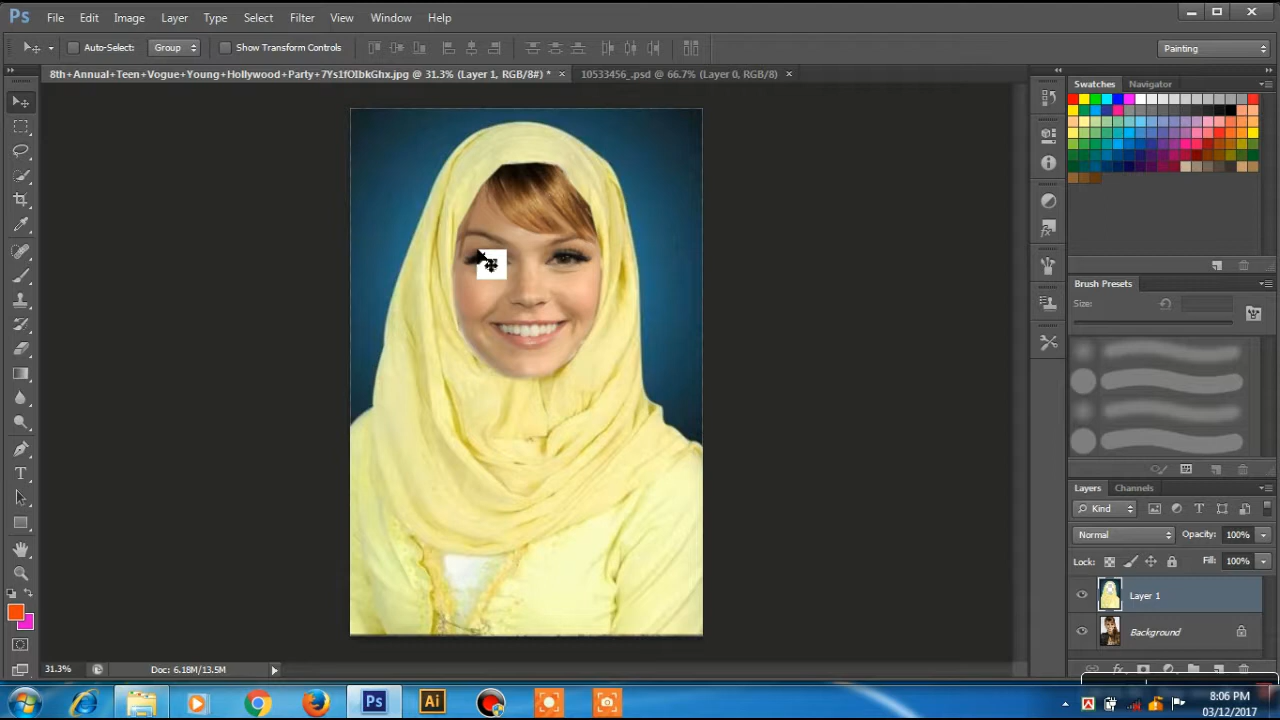 Ps File Edit Image Layer Type Select Filter View Window Help
Auto-Select: Group Show Transform Controls Painting
8th+Annual+Teen+Vogue+Young+Hollywood+Party+7Ys1fOlbkGhx.jpg @ 31.3% (Layer 1, RGB/8#) * × 10533456_.psd @ 66.7% (Layer 0, RGB/8) ×
Swatches Navigator
Brush Presets
Size:
Layers Channels
Kind
Normal Opacity: 100%
Lock: Fill: 100%
Layer 1
Background
31.3% Doc: 6.18M/13.5M
Ps Ai
8:06 PM
03/12/2017